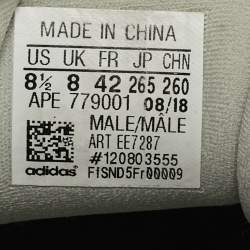 MADE IN CHINA
US UK FR JP CHN
8½ 8 42 265 260
APE 779001 08/18
MALE/MÂLE
ART EE7287
#120803555
adidas F1SND5Fr00009